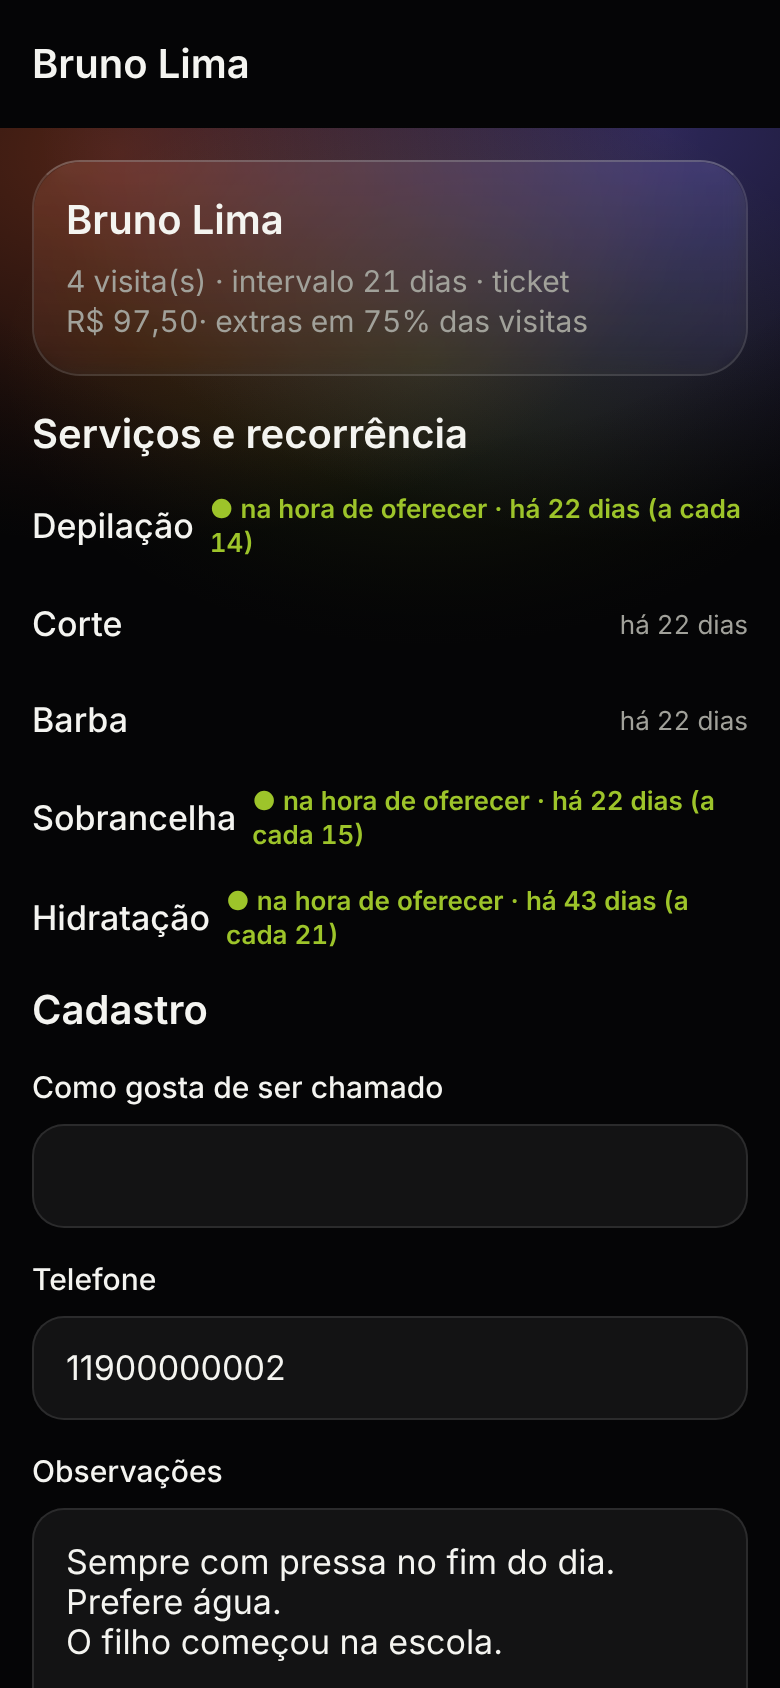 Bruno Lima
Bruno Lima
4 visita(s) · intervalo 21 dias · ticket
R$ 97,50· extras em 75% das visitas
Serviços e recorrência
Depilação
● na hora de oferecer · há 22 dias (a cada
14)
Corte
há 22 dias
Barba
há 22 dias
Sobrancelha
● na hora de oferecer · há 22 dias (a
cada 15)
Hidratação
● na hora de oferecer · há 43 dias (a
cada 21)
Cadastro
Como gosta de ser chamado
Telefone
11900000002
Observações
Sempre com pressa no fim do dia.
Prefere água.
O filho começou na escola.